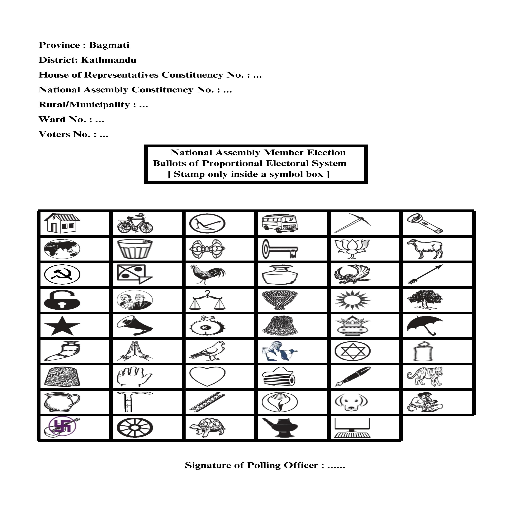 Province : Bagmati
District: Kathmandu
House of Representatives Constituency No. : ...
National Assembly Constituency No. : ...
Rural/Municipality : ...
Ward No. : ...
Voters No. : ...
National Assembly Member Election
Ballots of Proportional Electoral System
[ Stamp only inside a symbol box ]
Signature of Polling Officer : ......